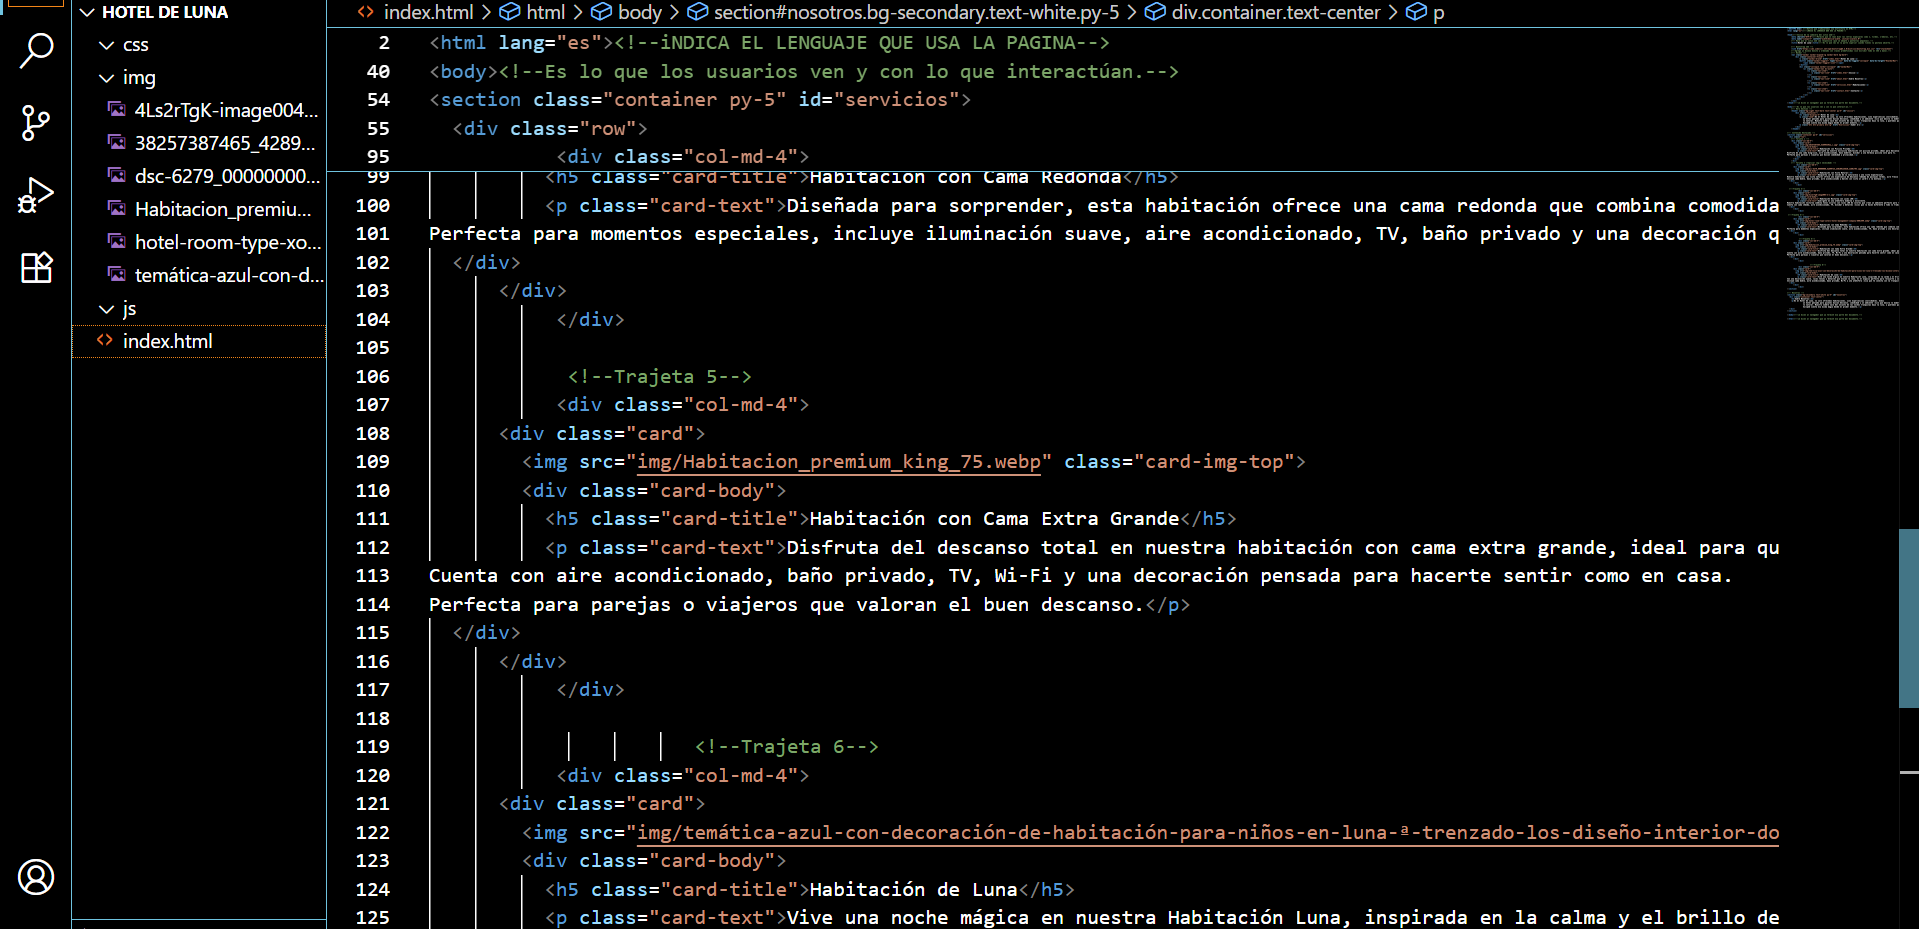 HOTEL DE LUNA
css
img
4Ls2rTgK-image004...
38257387465_4289...
dsc-6279_00000000...
Habitacion_premiu...
hotel-room-type-xo...
temática-azul-con-d...
js
index.html
index.html > html > body > section#nosotros.bg-secondary.text-white.py-5 > div.container.text-center > p
2 <html lang="es"><!--iNDICA EL LENGUAJE QUE USA LA PAGINA-->
40 <body><!--Es lo que los usuarios ven y con lo que interactúan.-->
54 <section class="container py-5" id="servicios">
55 <div class="row">
95 <div class="col-md-4">
99 <h5 class="card-title">Habitacion con Cama Redonda</h5>
100 <p class="card-text">Diseñada para sorprender, esta habitación ofrece una cama redonda que combina comodida
101 Perfecta para momentos especiales, incluye iluminación suave, aire acondicionado, TV, baño privado y una decoración q
102 </div>
103 </div>
104 </div>
105
106 <!--Trajeta 5-->
107 <div class="col-md-4">
108 <div class="card">
109 <img src="img/Habitacion_premium_king_75.webp" class="card-img-top">
110 <div class="card-body">
111 <h5 class="card-title">Habitación con Cama Extra Grande</h5>
112 <p class="card-text">Disfruta del descanso total en nuestra habitación con cama extra grande, ideal para qu
113 Cuenta con aire acondicionado, baño privado, TV, Wi-Fi y una decoración pensada para hacerte sentir como en casa.
114 Perfecta para parejas o viajeros que valoran el buen descanso.</p>
115 </div>
116 </div>
117 </div>
118
119 <!--Trajeta 6-->
120 <div class="col-md-4">
121 <div class="card">
122 <img src="img/temática-azul-con-decoración-de-habitación-para-niños-en-luna-ª-trenzado-los-diseño-interior-do
123 <div class="card-body">
124 <h5 class="card-title">Habitación de Luna</h5>
125 <p class="card-text">Vive una noche mágica en nuestra Habitación Luna, inspirada en la calma y el brillo de